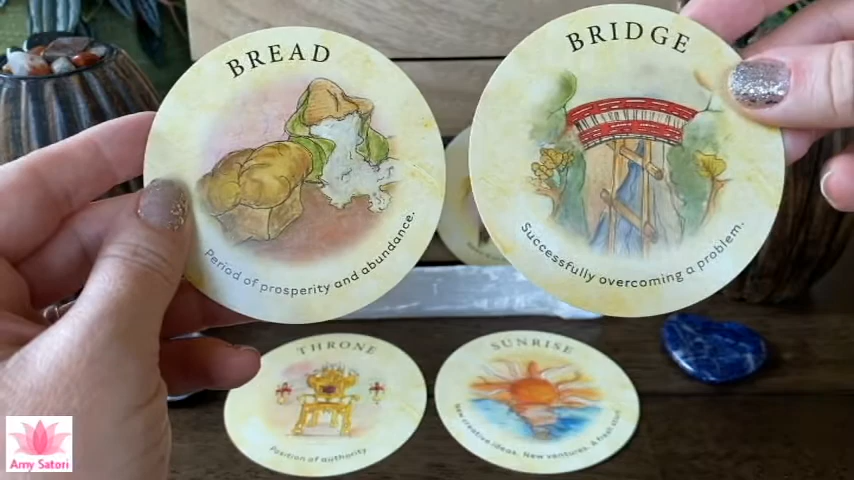 BREAD
Period of prosperity and abundance.
BRIDGE
Successfully overcoming a problem.
THRONE
Position of authority.
SUNRISE
New creative ideas. New ventures. A fresh start.
Amy Satori